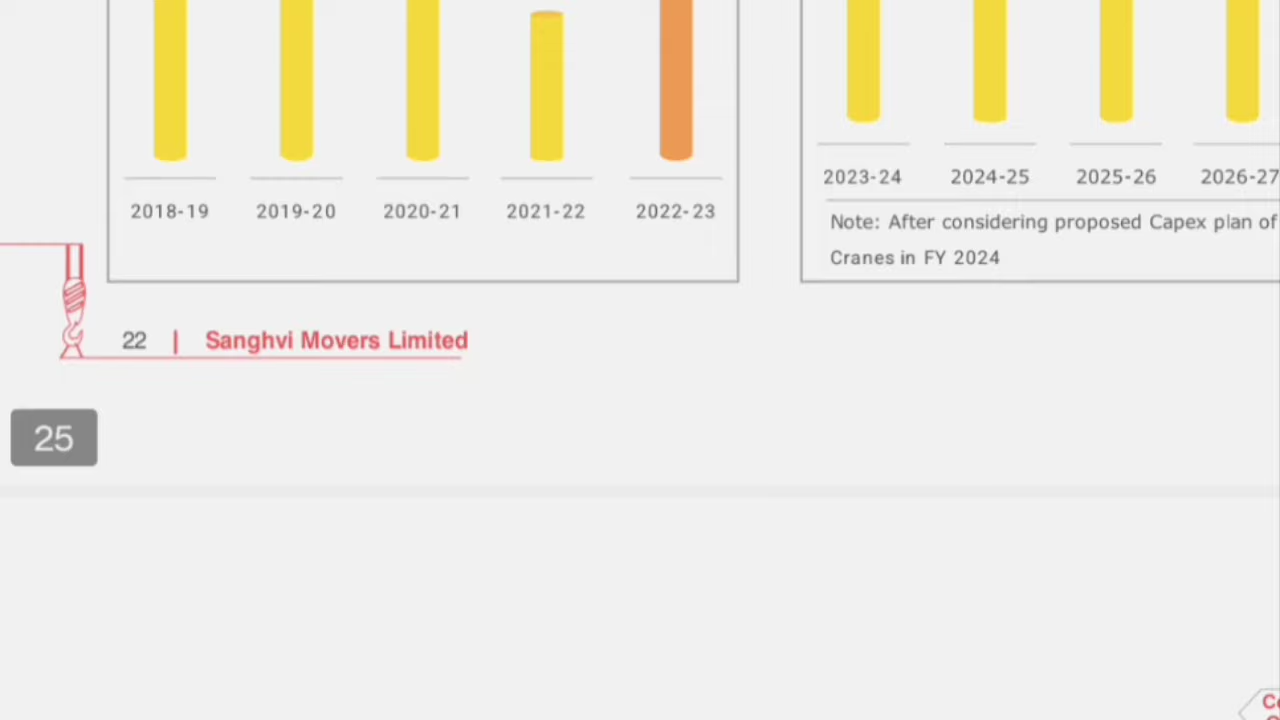 2018-19 2019-20 2020-21 2021-22 2022-23
2023-24 2024-25 2025-26 2026-27
Note: After considering proposed Capex plan of
Cranes in FY 2024
22 | Sanghvi Movers Limited
25